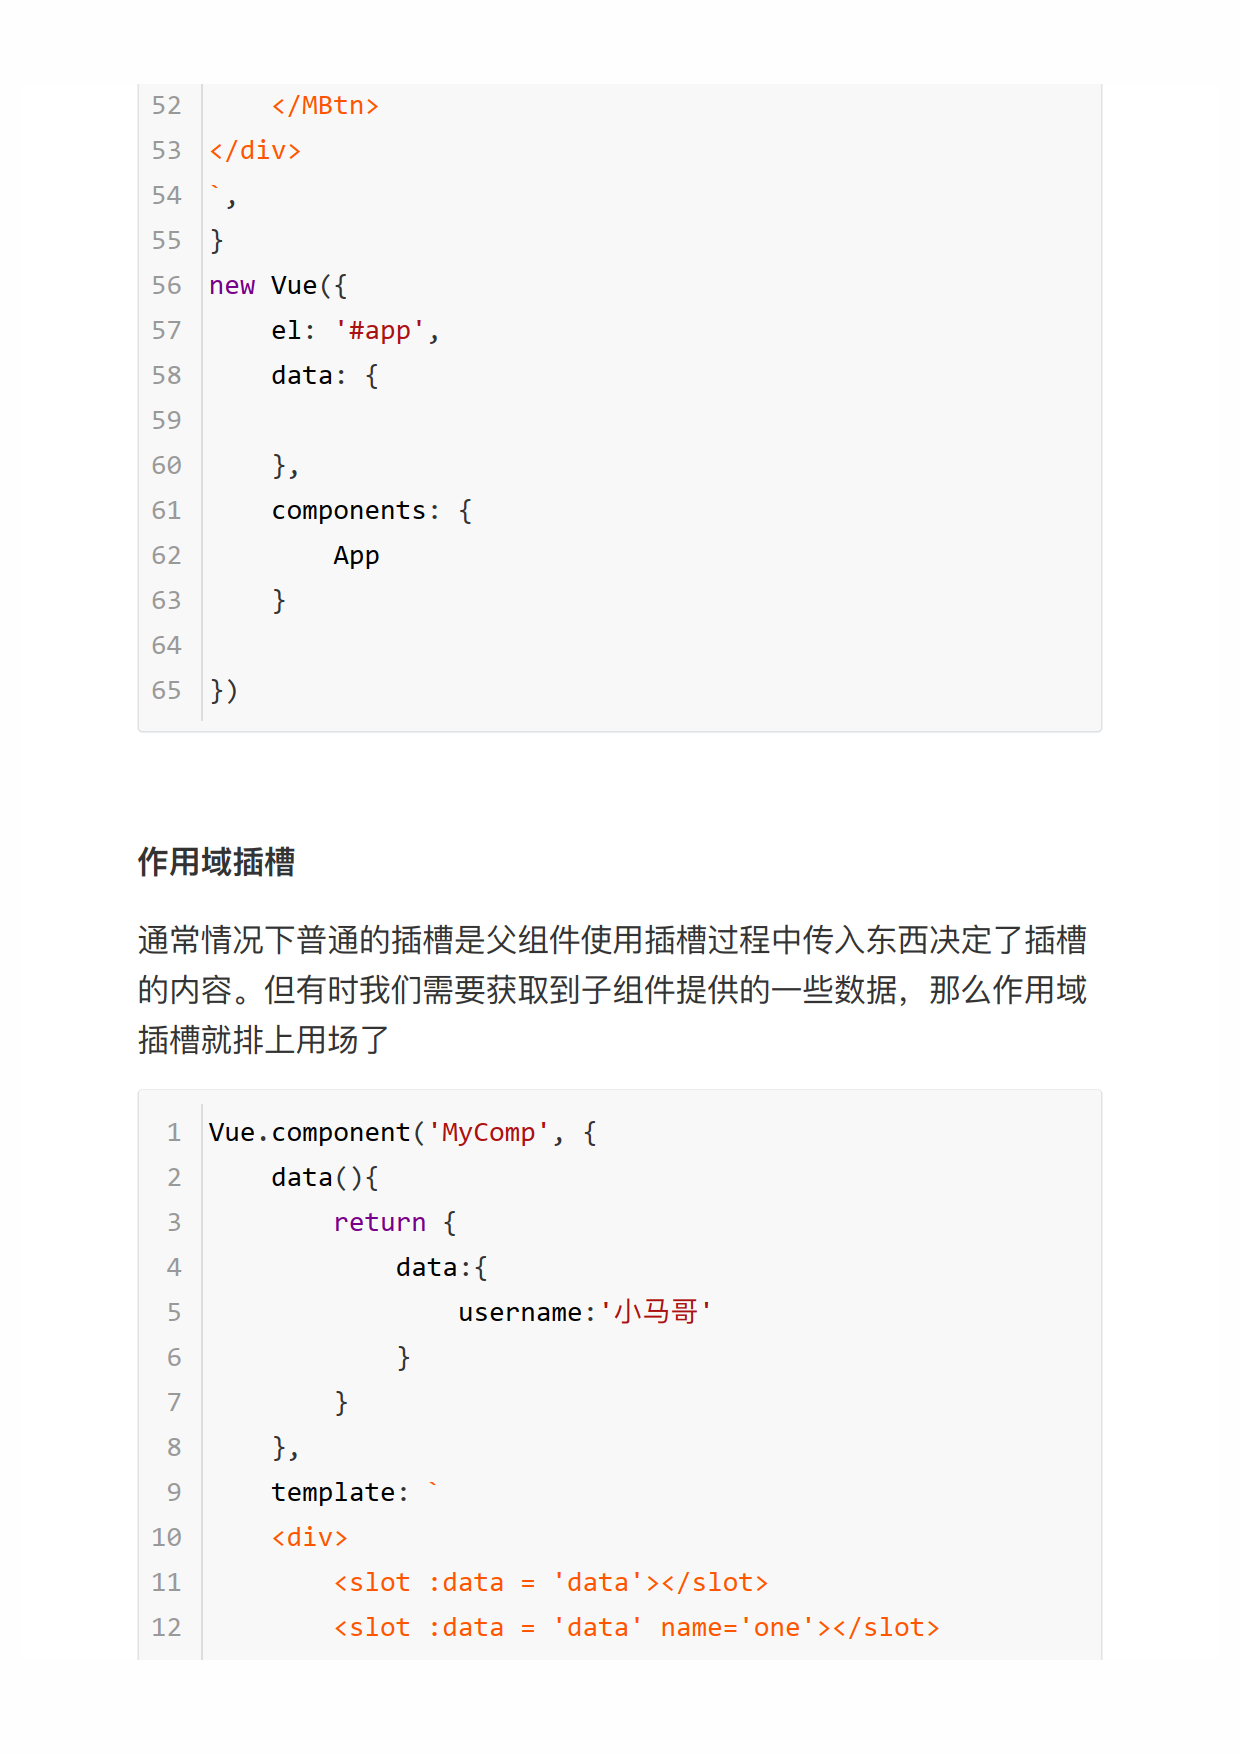 52     </MBtn>
53 </div>
54 `,
55 }
56 new Vue({
57     el: '#app',
58     data: {
59
60     },
61     components: {
62         App
63     }
64
65 })
作用域插槽
通常情况下普通的插槽是父组件使用插槽过程中传入东西决定了插槽
的内容。但有时我们需要获取到子组件提供的一些数据，那么作用域
插槽就排上用场了
1 Vue.component('MyComp', {
2     data(){
3         return {
4             data:{
5                 username:'小马哥'
6             }
7         }
8     },
9     template: `
10     <div>
11         <slot :data = 'data'></slot>
12         <slot :data = 'data' name='one'></slot>